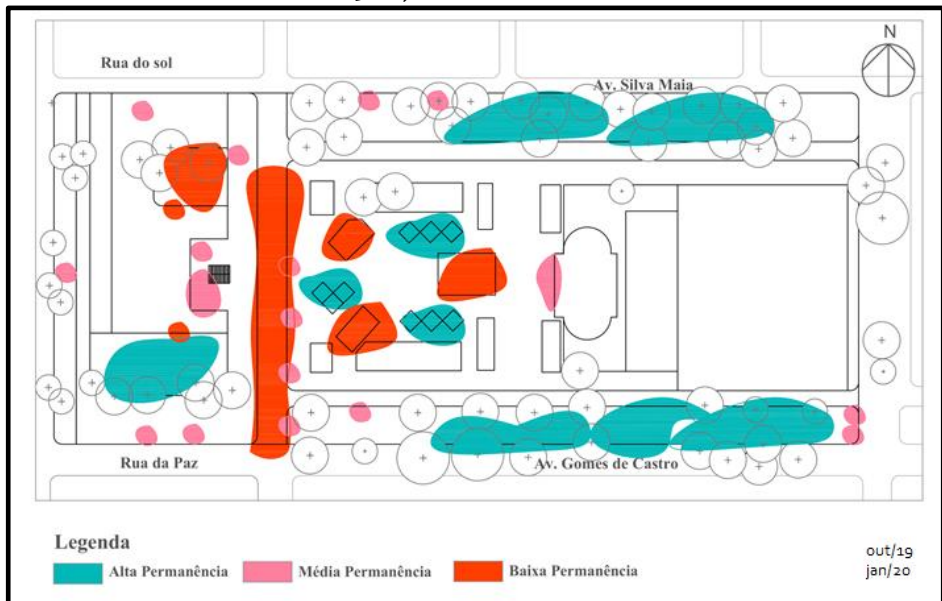 N
Rua do sol
Av. Silva Maia
Rua da Paz
Av. Gomes de Castro
Legenda
Alta Permanência
Média Permanência
Baixa Permanência
out/19
jan/20